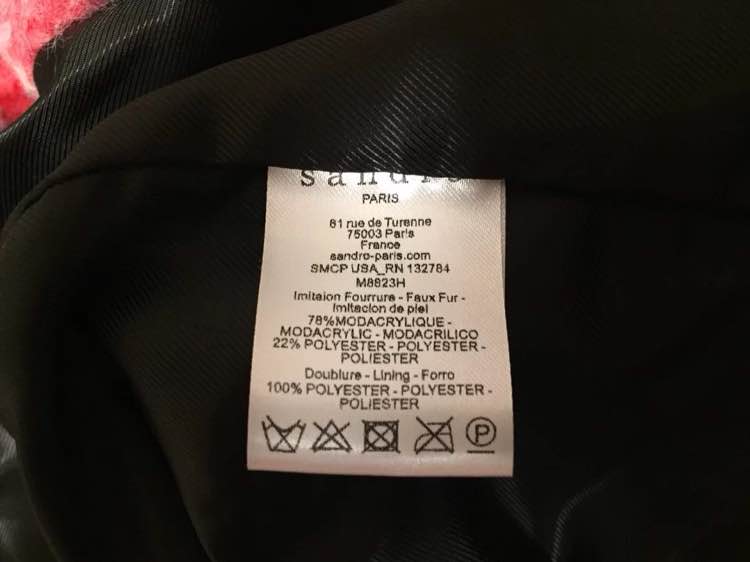 sandro
PARIS
81 rue de Turenne
75003 Paris
France
sandro-paris.com
SMCP USA_RN 132784
M8823H
Imitaion Fourrure - Faux Fur -
Imitacion de piel
78%MODACRYLIQUE -
MODACRYLIC - MODACRILICO
22% POLYESTER - POLYESTER -
POLIESTER
Doublure - Lining - Forro
100% POLYESTER - POLYESTER -
POLIESTER
P